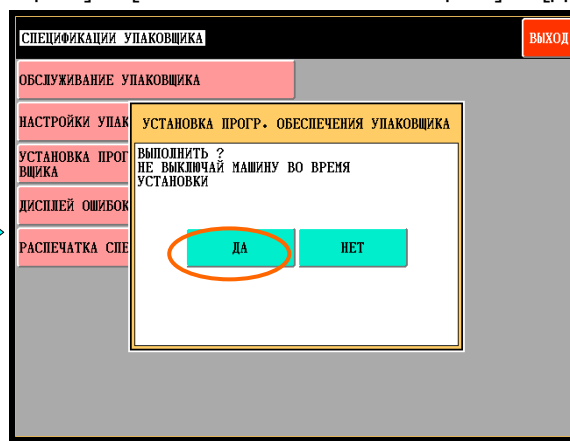 СПЕЦИФИКАЦИИ УПАКОВЩИКА
ВЫХОД
ОБСЛУЖИВАНИЕ УПАКОВЩИКА
НАСТРОЙКИ УПАК
УСТАНОВКА ПРОГ
ВЩИКА
ДИСПЛЕЙ ОШИБОК
РАСПЕЧАТКА СПЕ
УСТАНОВКА ПРОГР. ОБЕСПЕЧЕНИЯ УПАКОВЩИКА
ВЫПОЛНИТЬ ?
НЕ ВЫКЛЮЧАЙ МАШИНУ ВО ВРЕМЯ
УСТАНОВКИ
ДА
НЕТ